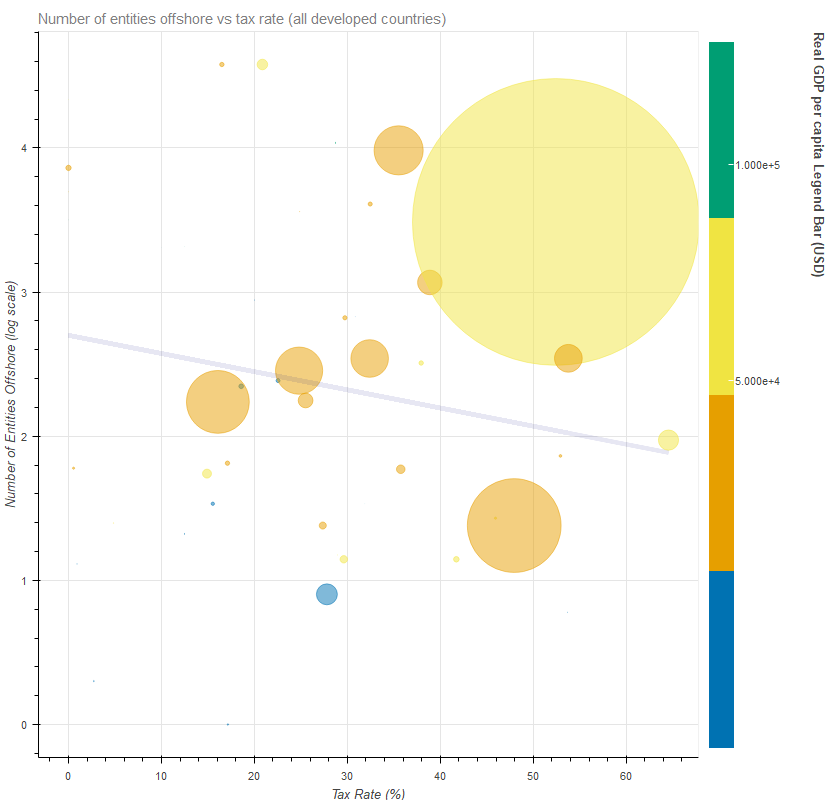 Number of entities offshore vs tax rate (all developed countries)
Number of Entities Offshore (log scale)
4
3
2
1
0
0 10 20 30 40 50 60
Tax Rate (%)
1.000e+5
5.000e+4
Real GDP per capita Legend Bar (USD)